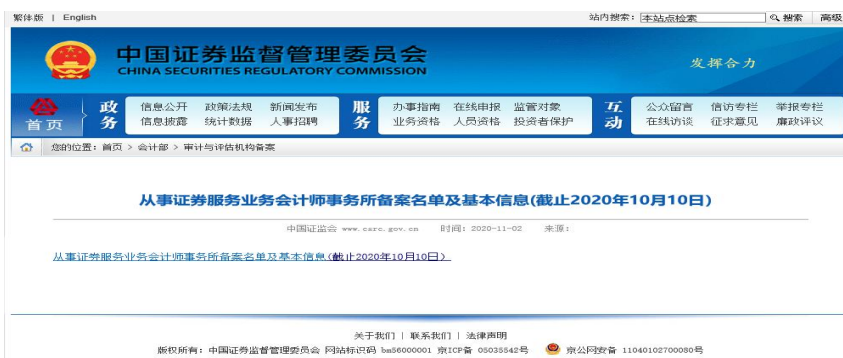 繁体版 | English 站内搜索: 本站点检索 搜索 高级
中国证券监督管理委员会
CHINA SECURITIES REGULATORY COMMISSION
发挥合力
首页
政务
信息公开 政策法规 新闻发布
信息披露 统计数据 人事招聘
服务
办事指南 在线申报 监管对象
业务资格 人员资格 投资者保护
互动
公众留言 信访专栏 举报专栏
在线访谈 征求意见 廉政评议
您的位置: 首页 > 会计部 > 审计与评估机构备案
从事证券服务业务会计师事务所备案名单及基本信息(截止2020年10月10日)
中国证监会 www.csrc.gov.cn 时间: 2020-11-02 来源:
从事证券服务业务会计师事务所备案名单及基本信息(截止2020年10月10日)
关于我们 | 联系我们 | 法律声明
版权所有: 中国证券监督管理委员会 网站标识码 bm56000001 京ICP备 05035542号 京公网安备 11040102700080号